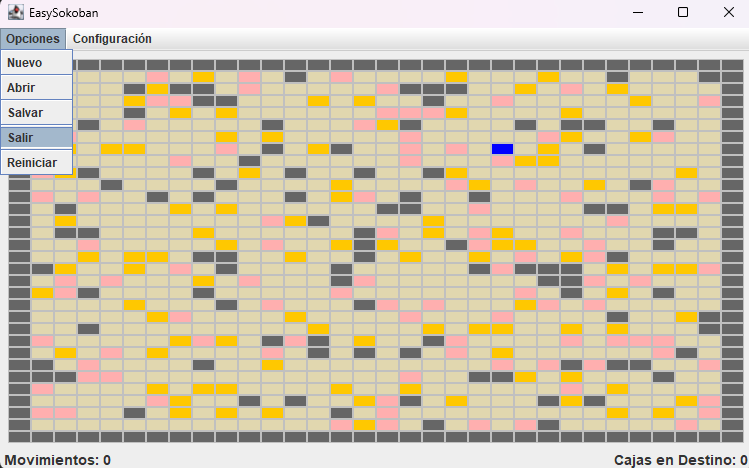 EasySokoban
Opciones Configuración
Nuevo
Abrir
Salvar
Salir
Reiniciar
Movimientos: 0 Cajas en Destino: 0